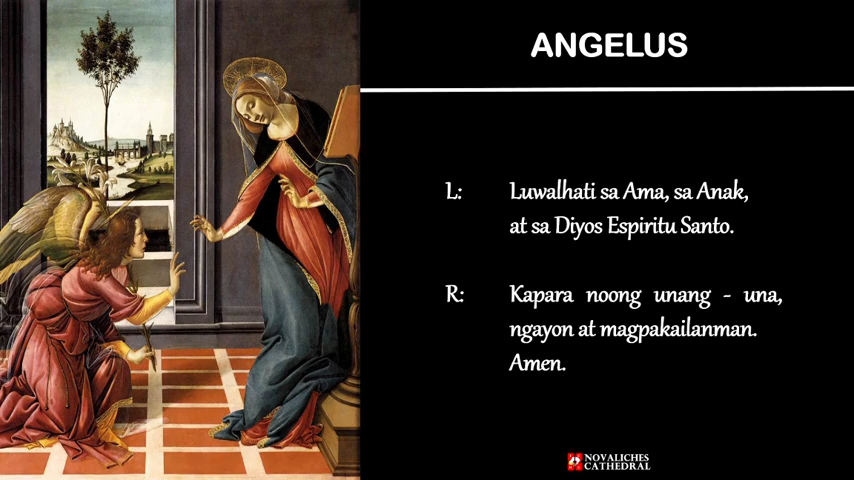 ANGELUS
L: Luwalhati sa Ama, sa Anak,
at sa Diyos Espiritu Santo.
R: Kapara noong unang - una,
ngayon at magpakailanman.
Amen.
NOVALICHES
CATHEDRAL